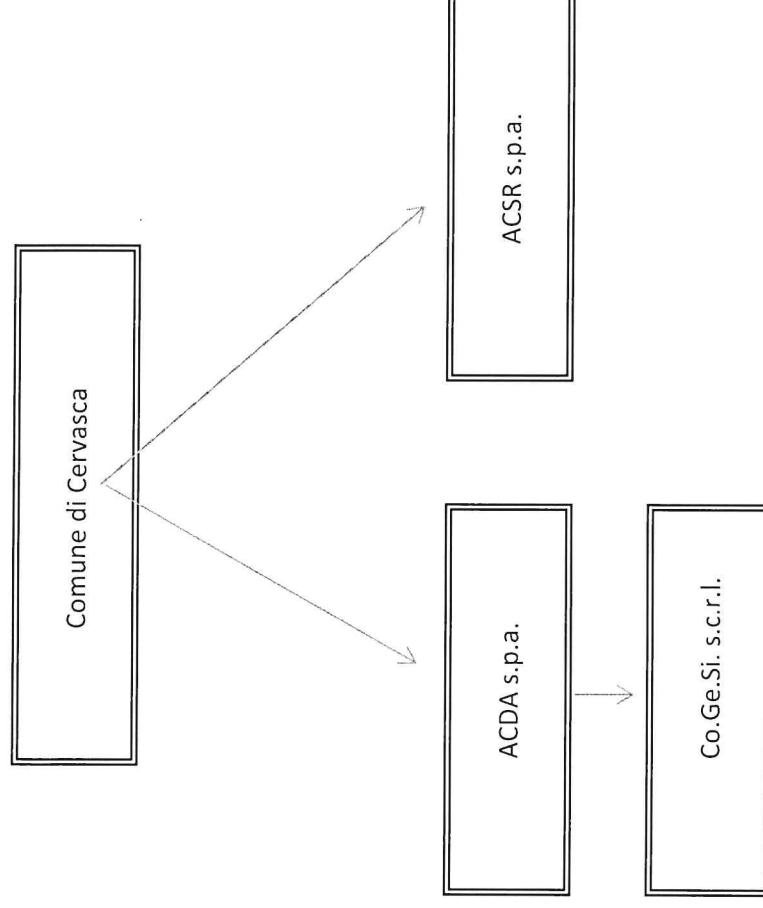 Comune di Cervasca
ACDA s.p.a.
ACSR s.p.a.
Co.Ge.Si. s.c.r.l.